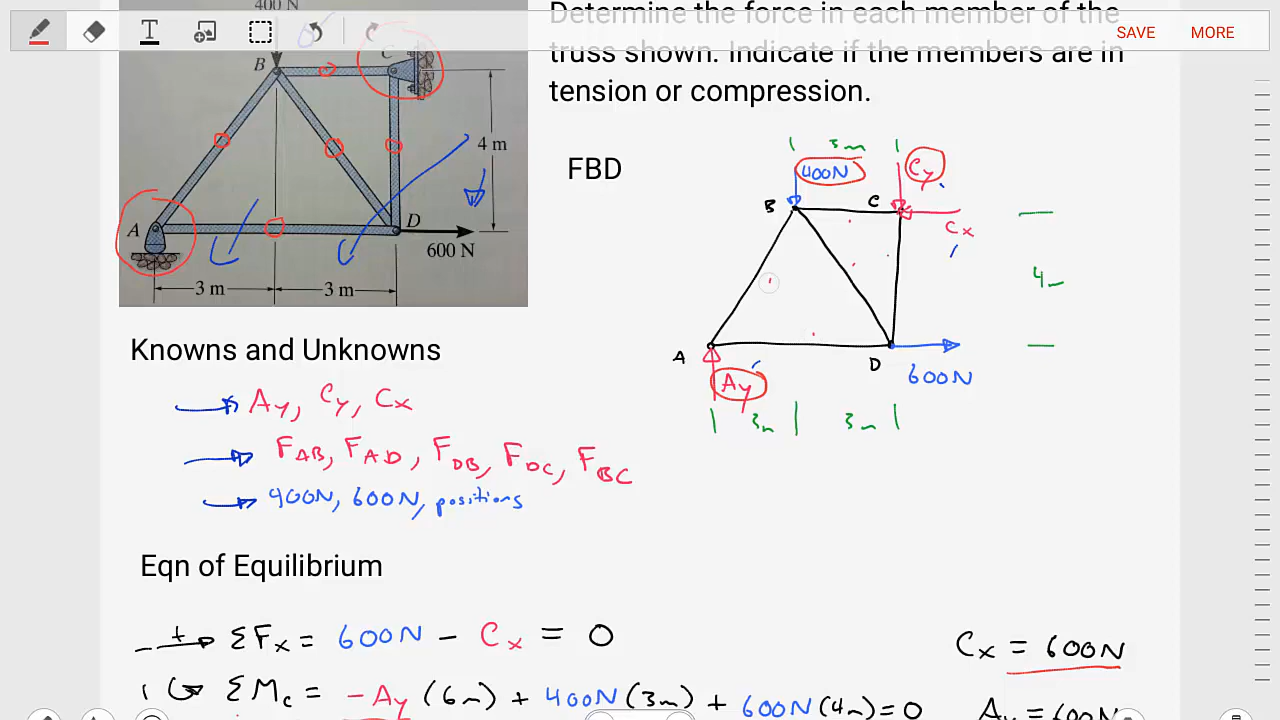 400 N
Determine the force in each member of the
truss shown. Indicate if the members are in
tension or compression.
SAVE
MORE
B
C
4 m
A
D
600 N
3 m
3 m
FBD
3m
400N
Cy
B
C
Cx
4m
A
D
Ay
600N
3m
3m
Knowns and Unknowns
Ay, Cy, Cx
FAB, FAD, FDB, FDC, FBC
400N, 600N, positions
Eqn of Equilibrium
+ ΣFx = 600N - Cx = 0
Cx = 600N
ΣMc = -Ay (6m) + 400N (3m) + 600N (4m) = 0
Ay = 600N